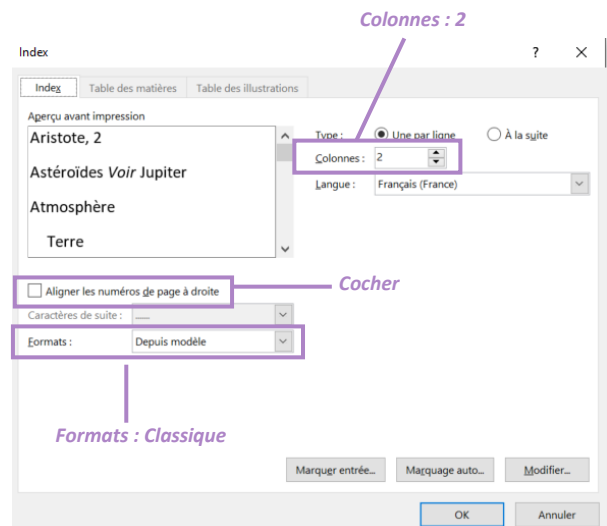 Colonnes : 2
Index ? ×
Index Table des matières Table des illustrations
Aperçu avant impression
Aristote, 2
Astéroïdes Voir Jupiter
Atmosphère
Terre
Type : Une par ligne À la suite
Colonnes : 2
Langue : Français (France)
Aligner les numéros de page à droite
Cocher
Caractères de suite :
Formats : Depuis modèle
Formats : Classique
Marquer entrée... Marquage auto... Modifier...
OK Annuler